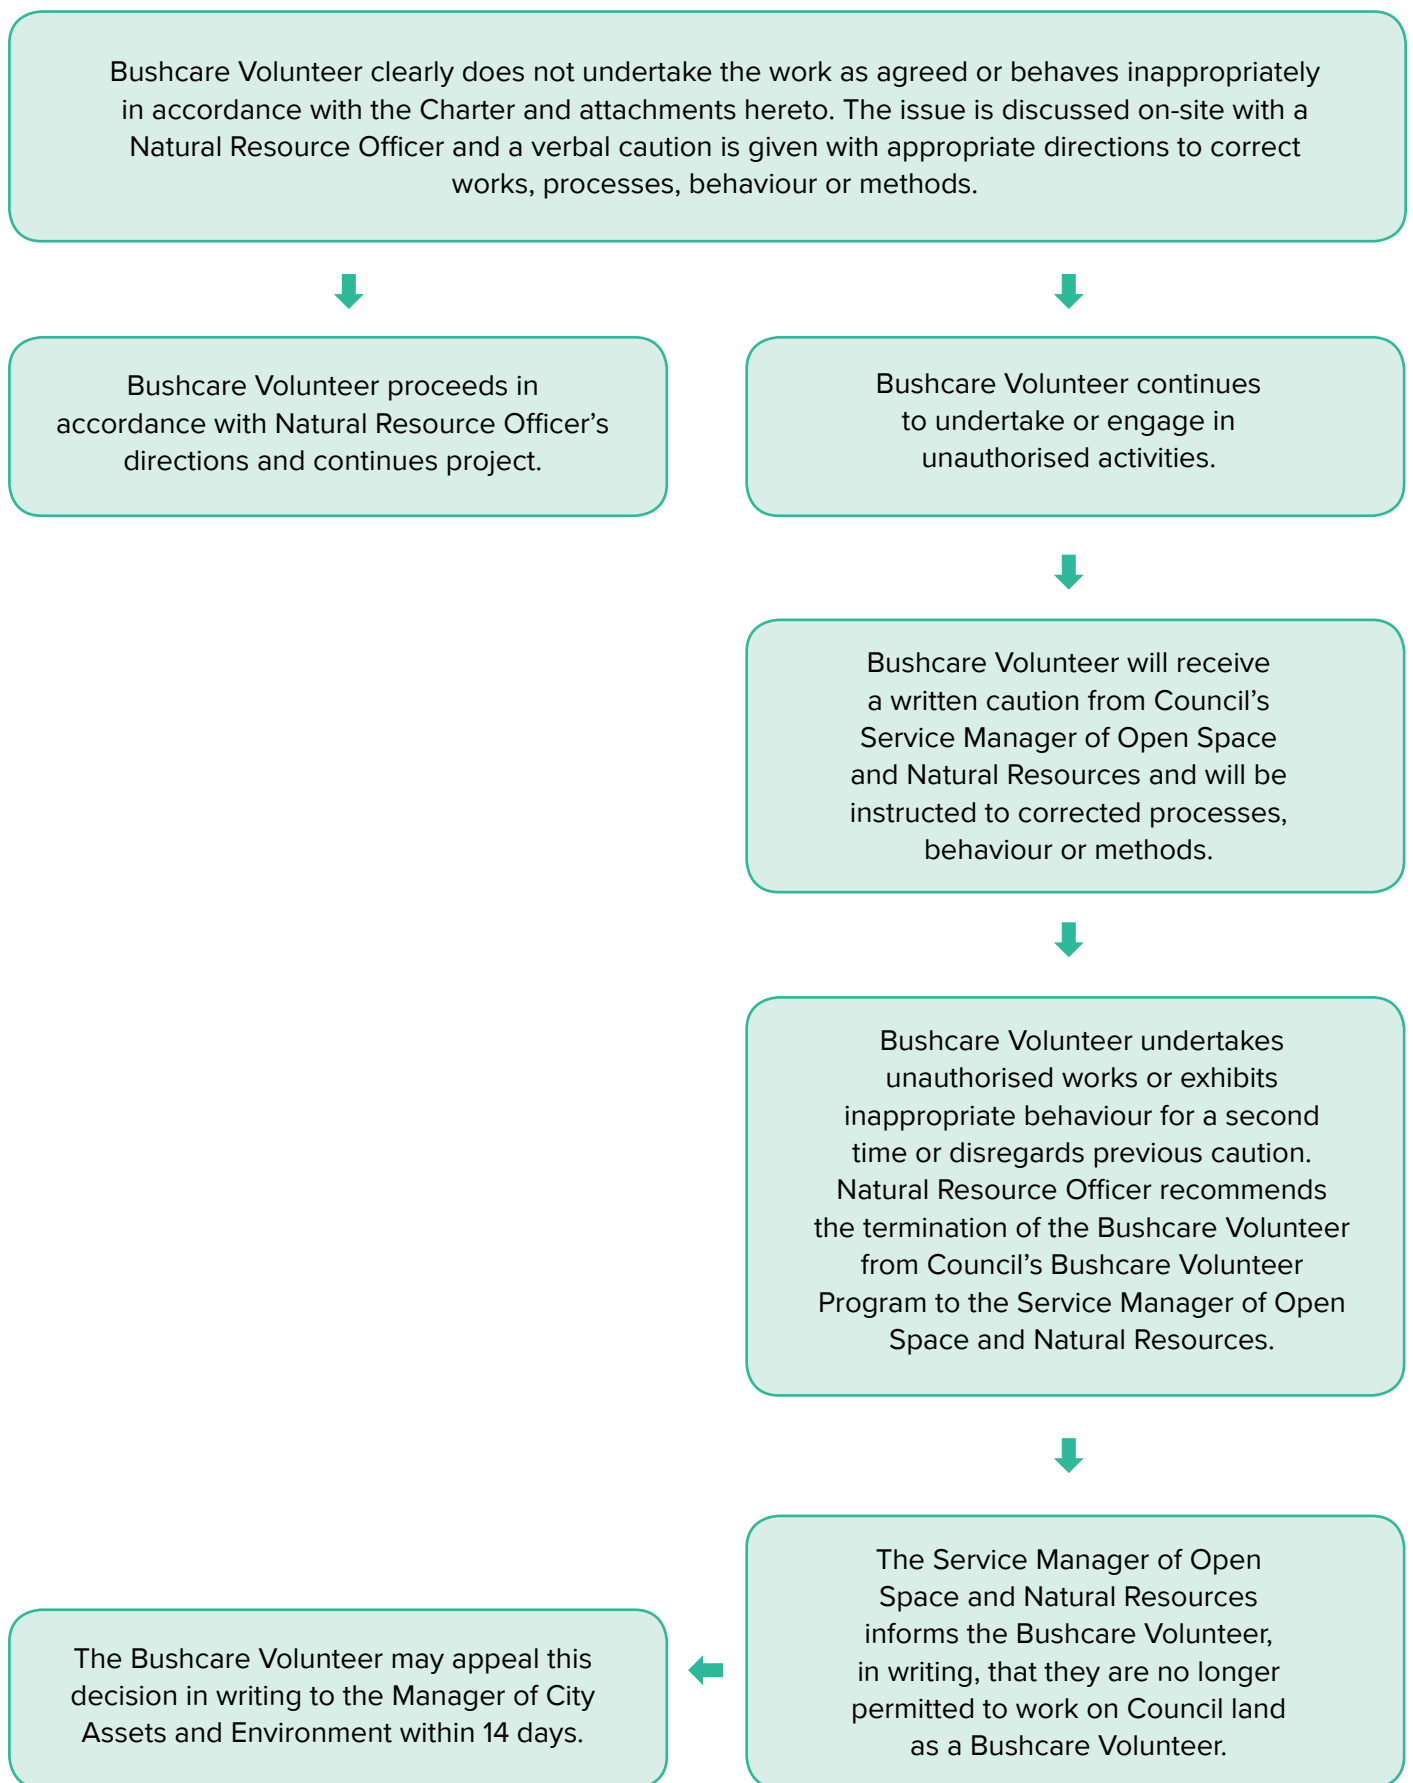 Bushcare Volunteer clearly does not undertake the work as agreed or behaves inappropriately
in accordance with the Charter and attachments hereto. The issue is discussed on-site with a
Natural Resource Officer and a verbal caution is given with appropriate directions to correct
works, processes, behaviour or methods.
Bushcare Volunteer proceeds in
accordance with Natural Resource Officer’s
directions and continues project.
Bushcare Volunteer continues
to undertake or engage in
unauthorised activities.
Bushcare Volunteer will receive
a written caution from Council’s
Service Manager of Open Space
and Natural Resources and will be
instructed to corrected processes,
behaviour or methods.
Bushcare Volunteer undertakes
unauthorised works or exhibits
inappropriate behaviour for a second
time or disregards previous caution.
Natural Resource Officer recommends
the termination of the Bushcare Volunteer
from Council’s Bushcare Volunteer
Program to the Service Manager of Open
Space and Natural Resources.
The Service Manager of Open
Space and Natural Resources
informs the Bushcare Volunteer,
in writing, that they are no longer
permitted to work on Council land
as a Bushcare Volunteer.
The Bushcare Volunteer may appeal this
decision in writing to the Manager of City
Assets and Environment within 14 days.